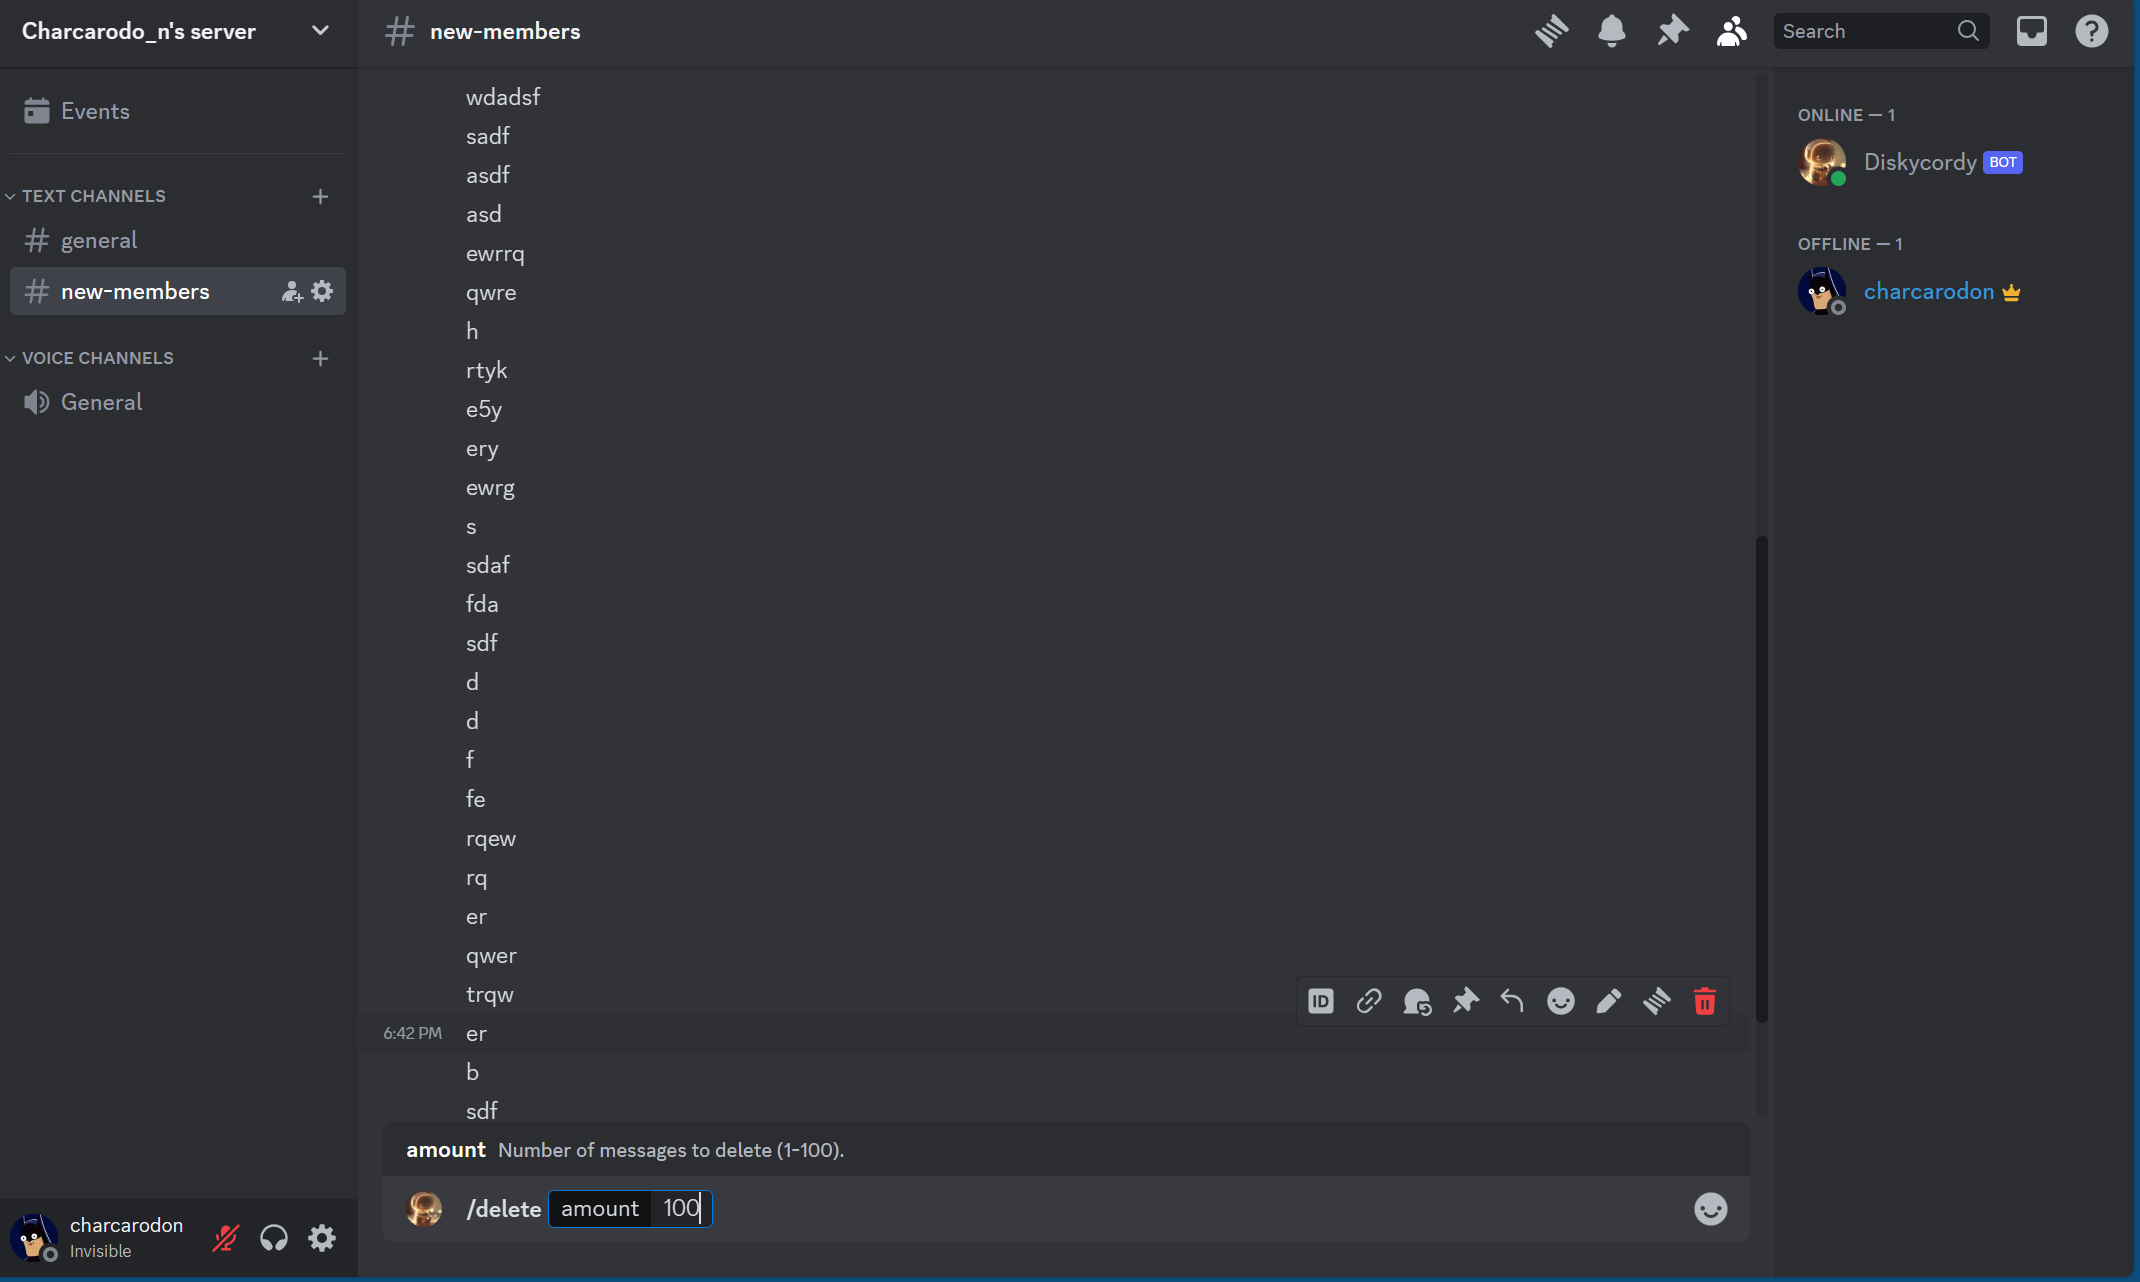 Charcarodo_n's server
Events
TEXT CHANNELS
general
new-members
VOICE CHANNELS
General
charcarodon
Invisible
new-members
Search
wdadsf
sadf
asdf
asd
ewrrq
qwre
h
rtyk
e5y
ery
ewrg
s
sdaf
fda
sdf
d
d
f
fe
rqew
rq
er
qwer
trqw
ID
6:42 PM er
b
sdf
amount Number of messages to delete (1-100).
/delete amount 100
ONLINE — 1
Diskycordy BOT
OFFLINE — 1
charcarodon